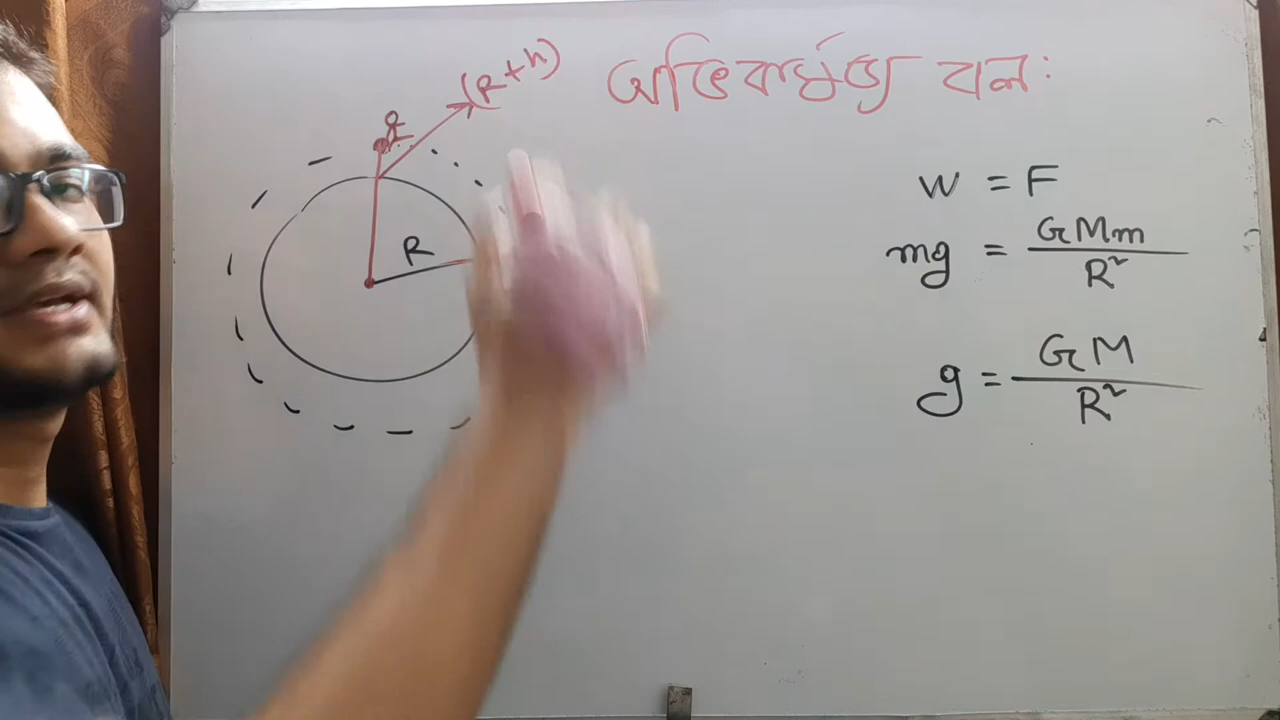 অভিকর্ষজ বল:
(R+h)
g
R
W = F
mg = GMm / R²
g = GM / R²